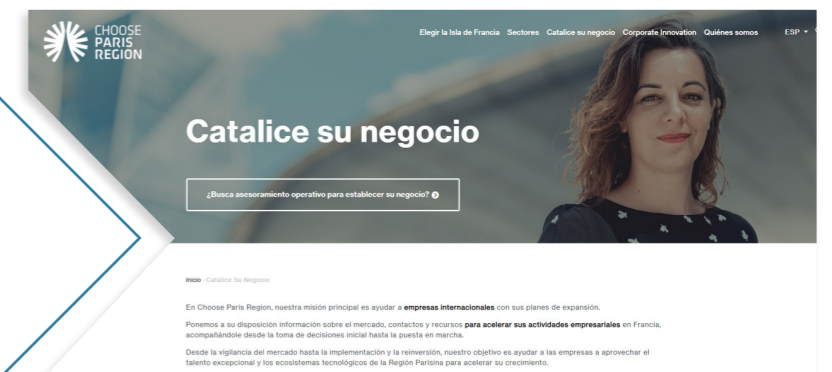 CHOOSE
PARIS
REGION
Elegir la Isla de Francia Sectores Catalice su negocio Corporate Innovation Quiénes somos ESP
Catalice su negocio
¿Busca asesoramiento operativo para establecer su negocio?
Inicio - Catalice Su Negocio
En Choose Paris Region, nuestra misión principal es ayudar a empresas internacionales con sus planes de expansión.
Ponemos a su disposición información sobre el mercado, contactos y recursos para acelerar sus actividades empresariales en Francia,
acompañándole desde la toma de decisiones inicial hasta la puesta en marcha.
Desde la vigilancia del mercado hasta la implementación y la reinversión, nuestro objetivo es ayudar a las empresas a aprovechar el
talento excepcional y los ecosistemas tecnológicos de la Región Parisina para acelerar su crecimiento.